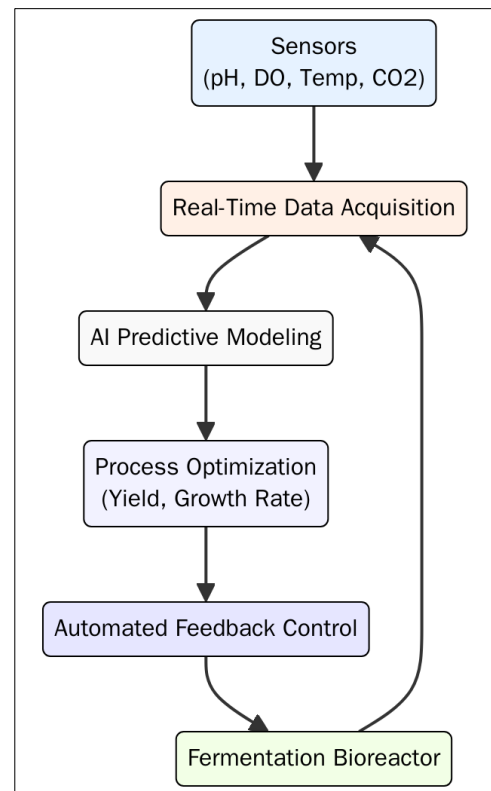 Sensors
(pH, DO, Temp, CO2)
Real-Time Data Acquisition
AI Predictive Modeling
Process Optimization
(Yield, Growth Rate)
Automated Feedback Control
Fermentation Bioreactor